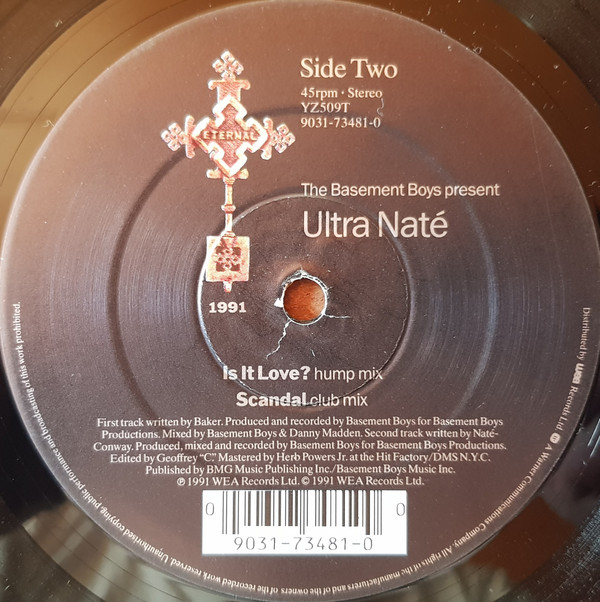 Side Two
45rpm · Stereo
YZ509T
9031-73481-0
ETERNAL
The Basement Boys present
Ultra Naté
1991
Is It Love? hump mix
Scandal club mix
First track written by Baker. Produced and recorded by Basement Boys for Basement Boys
Productions. Mixed by Basement Boys & Danny Madden. Second track written by Naté-
Conway. Produced, mixed and recorded by Basement Boys for Basement Boys Productions.
Edited by Geoffrey “C.” Mastered by Herb Powers Jr. at the Hit Factory/DMS N.Y.C.
Published by BMG Music Publishing Inc./Basement Boys Music Inc.
℗ 1991 WEA Records Ltd. © 1991 WEA Records Ltd.
0 0
9031-73481-0
Distributed by wea Records Ltd. A Warner Communications Company. All rights of the manufacturers and of the owners of the recorded work reserved. Unauthorised copying, public performance and broadcasting of this work prohibited.